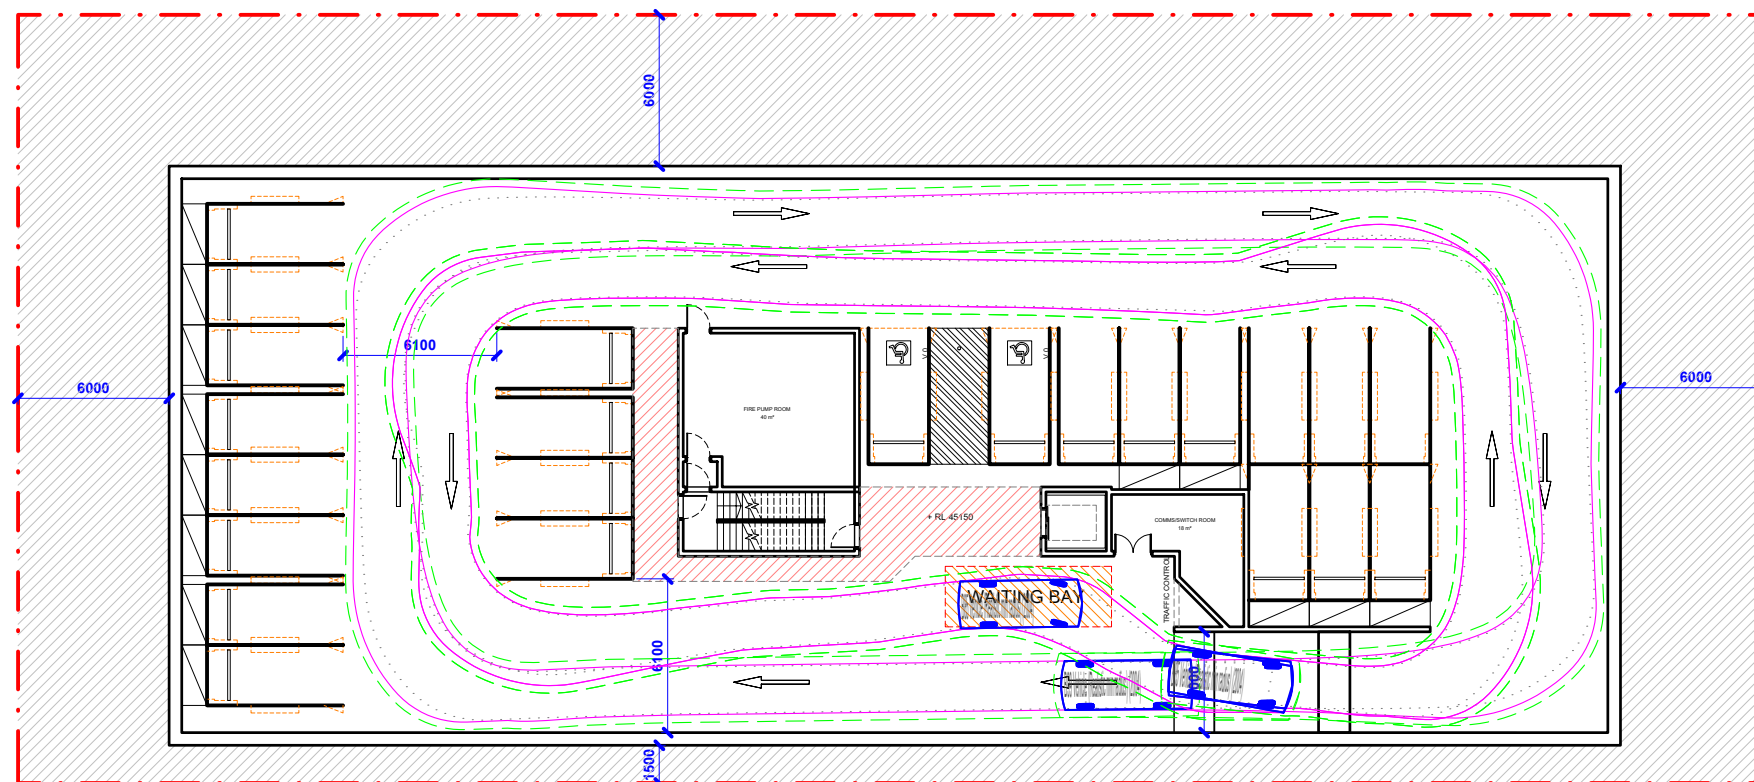 6000
6100
6000
6000
FIRE PUMP ROOM
40 m²
+ RL 45150
COMMS/SWITCH ROOM
18 m²
TRAFFIC CONTROL
WAITING BAY
6100
1500